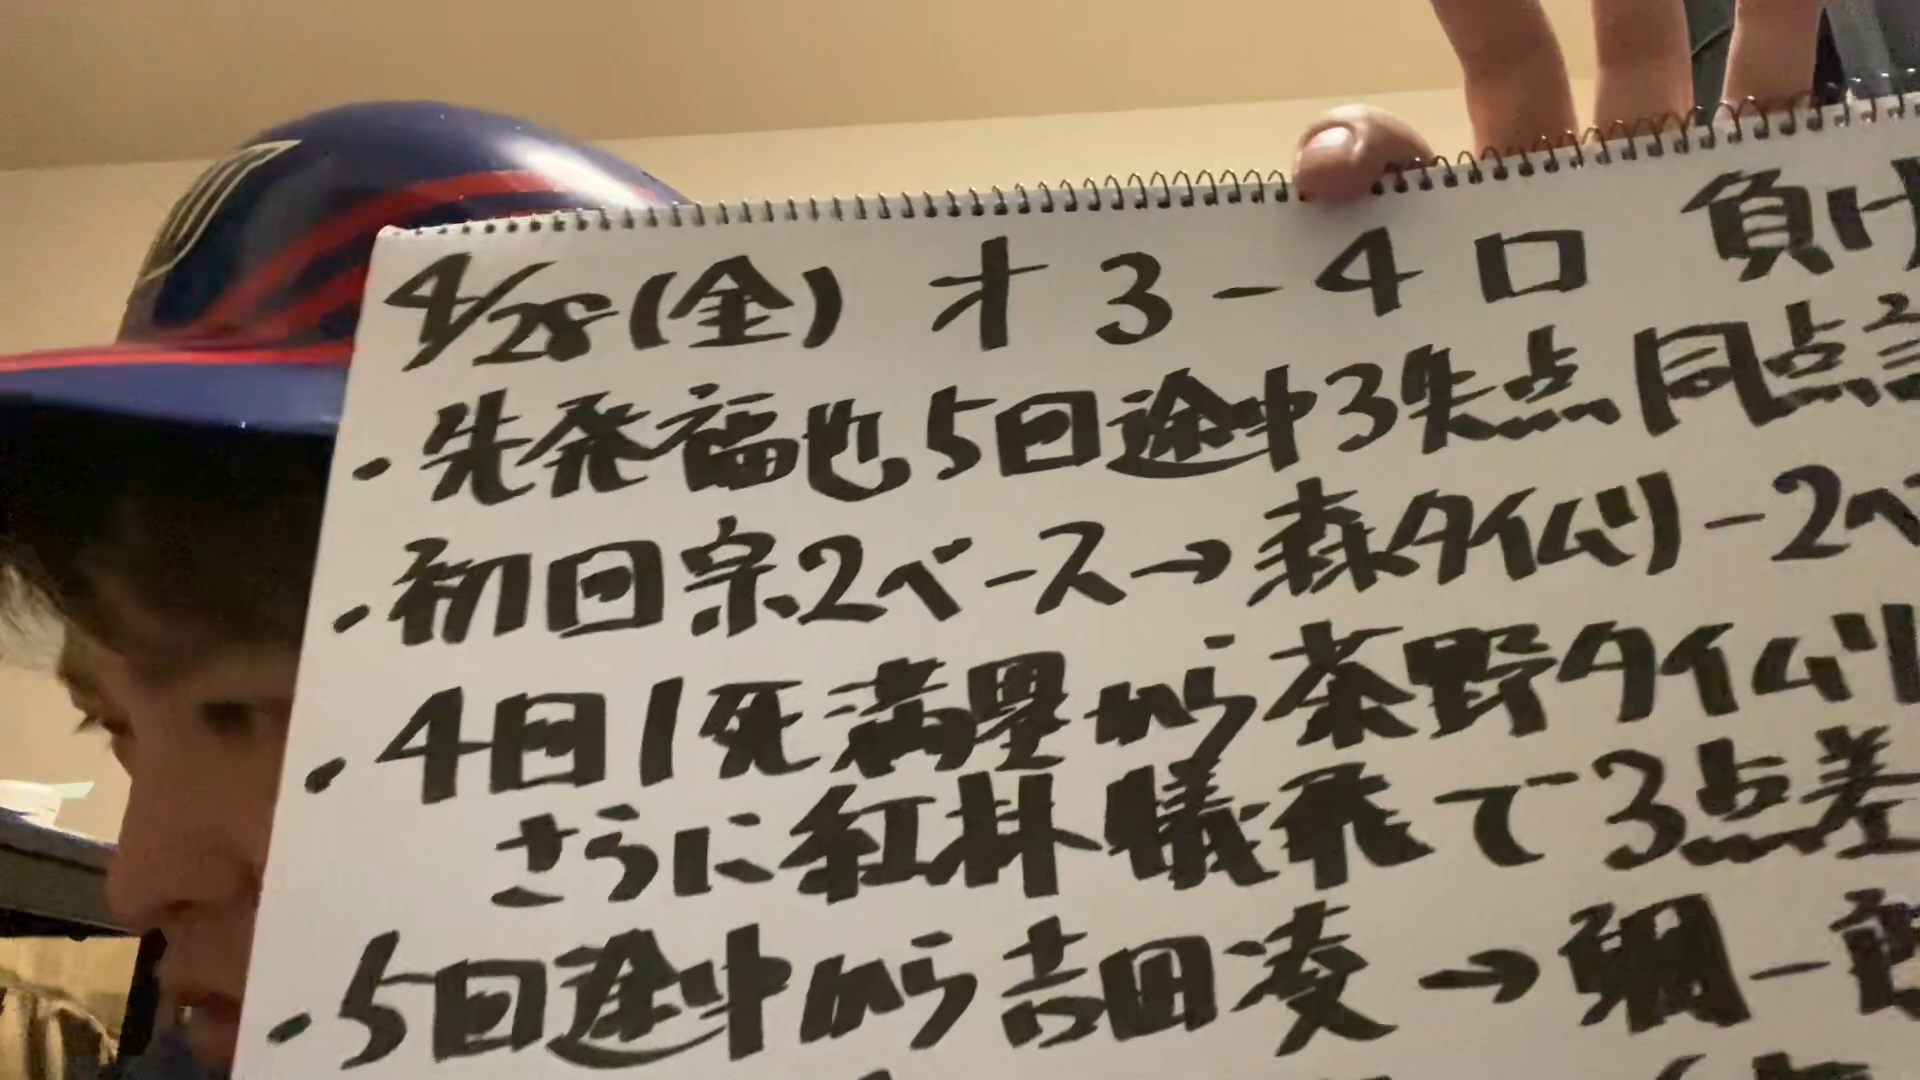 4/28(金) オ 3-4 ロ 負け
・先発福也5回途中3失点 同点
・初回宗2ベース→森タイムリー2ベ
・4回1死満塁から茶野タイムリ
さらに紅林犠飛で3点差
・5回途中から吉田凌→